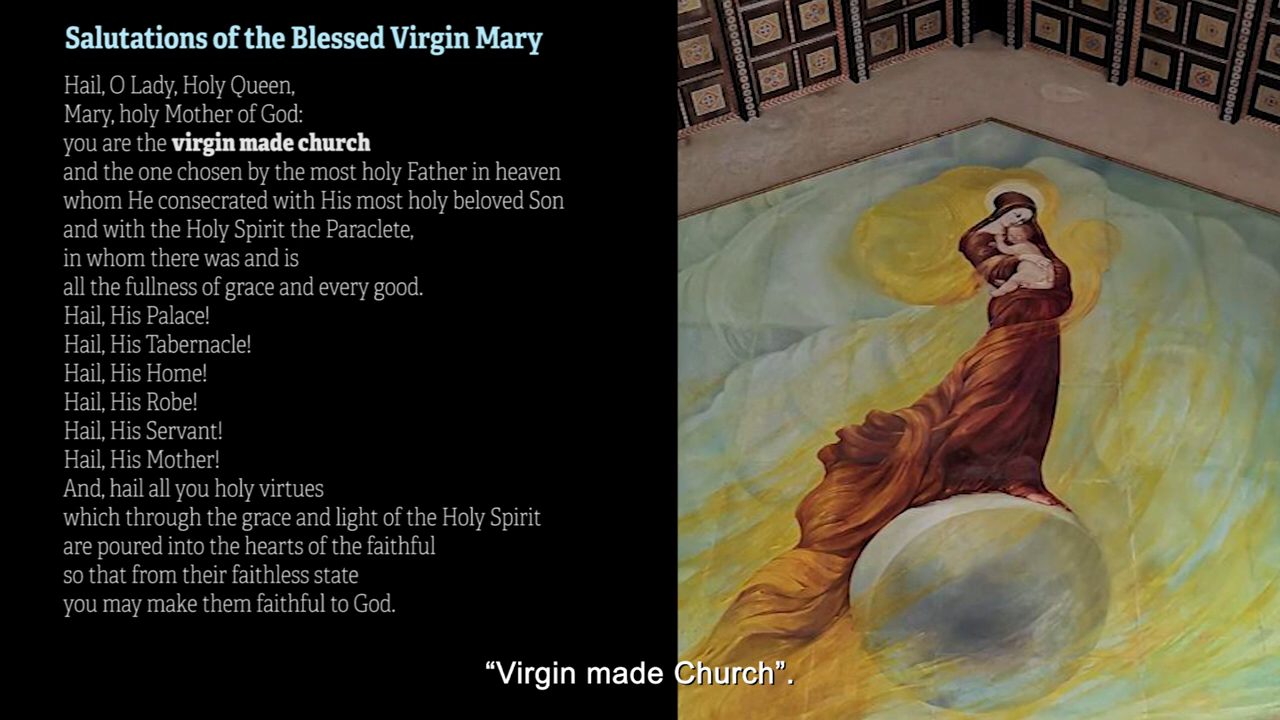 Salutations of the Blessed Virgin Mary
Hail, O Lady, Holy Queen,
Mary, holy Mother of God:
you are the virgin made church
and the one chosen by the most holy Father in heaven
whom He consecrated with His most holy beloved Son
and with the Holy Spirit the Paraclete,
in whom there was and is
all the fullness of grace and every good.
Hail, His Palace!
Hail, His Tabernacle!
Hail, His Home!
Hail, His Robe!
Hail, His Servant!
Hail, His Mother!
And, hail all you holy virtues
which through the grace and light of the Holy Spirit
are poured into the hearts of the faithful
so that from their faithless state
you may make them faithful to God.
“Virgin made Church”.